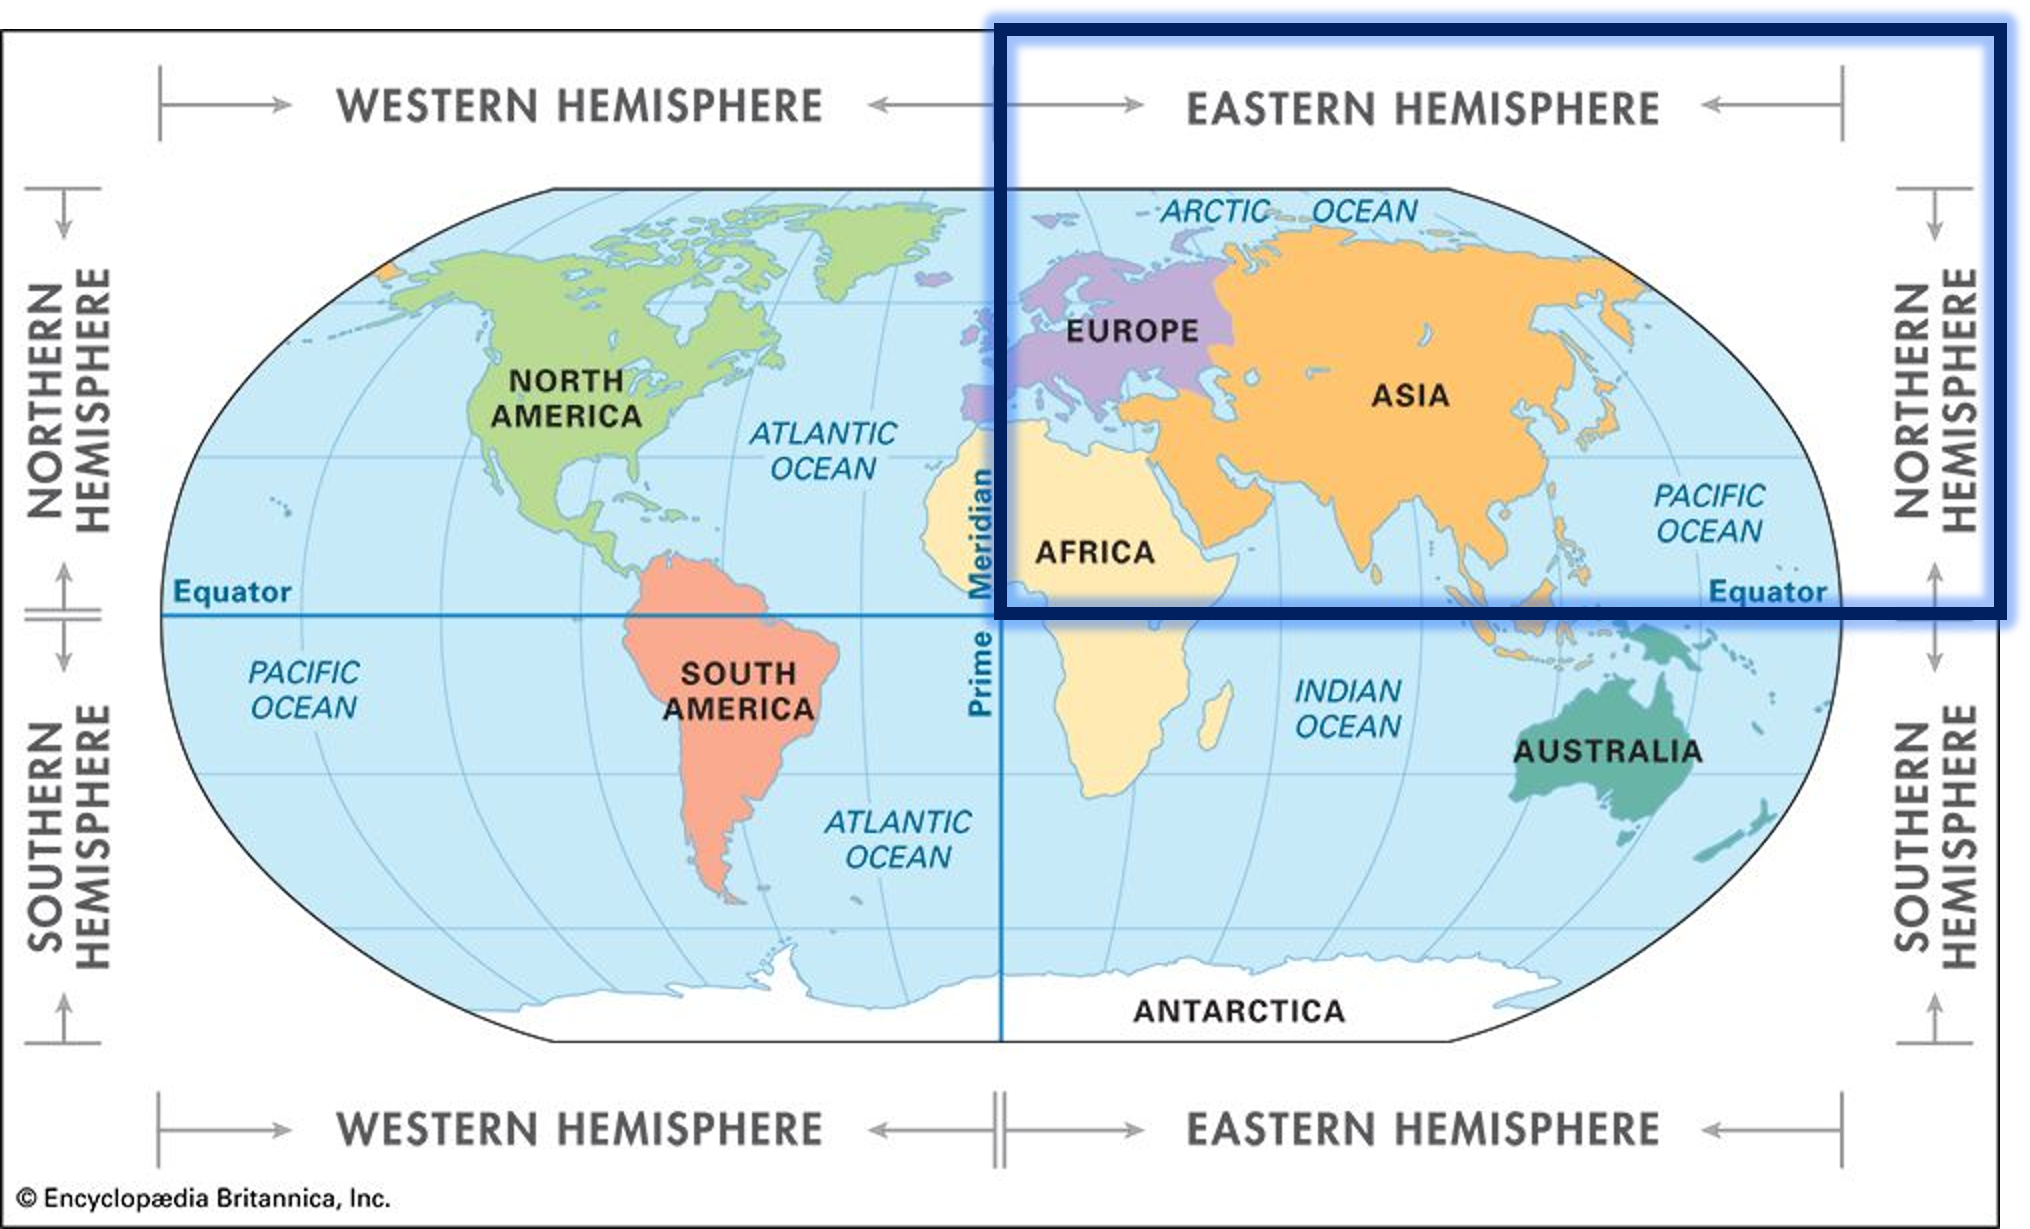 WESTERN HEMISPHERE
EASTERN HEMISPHERE
NORTHERN
HEMISPHERE
ARCTIC OCEAN
NORTHERN
HEMISPHERE
EUROPE
NORTH
AMERICA
ASIA
ATLANTIC
OCEAN
PACIFIC
OCEAN
AFRICA
Equator
Prime Meridian
Equator
PACIFIC
OCEAN
SOUTH
AMERICA
INDIAN
OCEAN
AUSTRALIA
ATLANTIC
OCEAN
SOUTHERN
HEMISPHERE
SOUTHERN
HEMISPHERE
ANTARCTICA
WESTERN HEMISPHERE
EASTERN HEMISPHERE
© Encyclopædia Britannica, Inc.